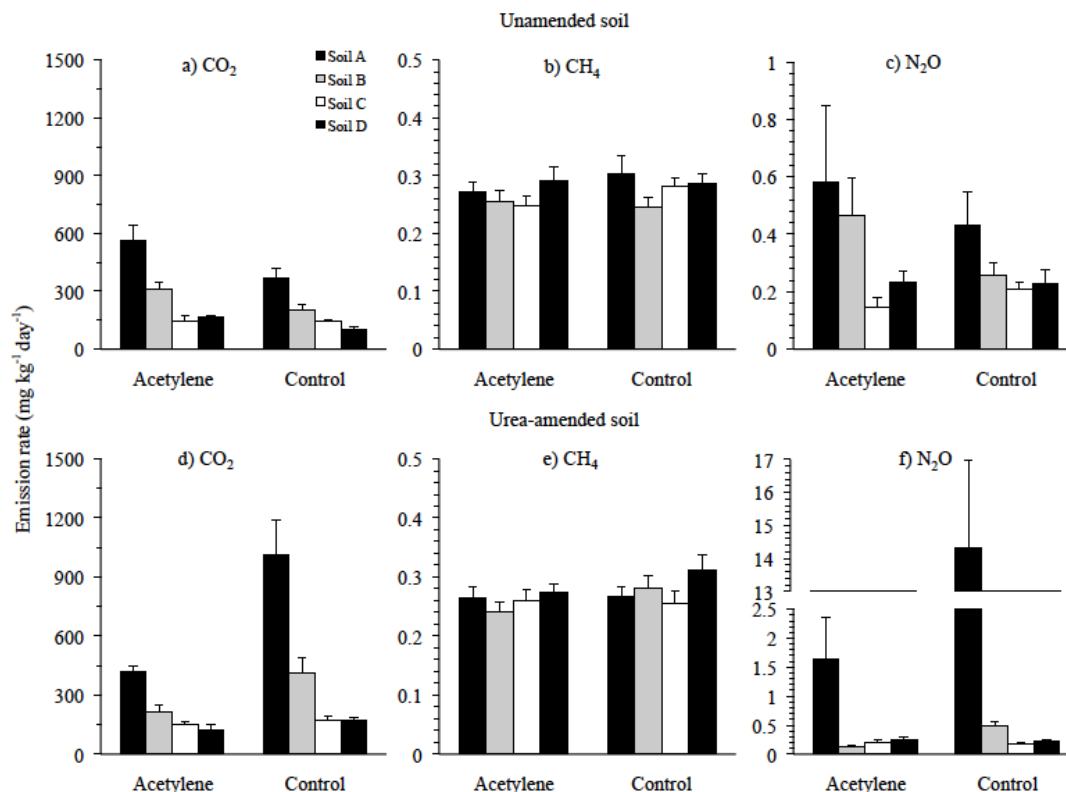 Unamended soil
a) CO₂
1500
1200
900
600
300
0
Soil A
Soil B
Soil C
Soil D
Acetylene
Control
b) CH₄
0.5
0.4
0.3
0.2
0.1
0
Acetylene
Control
c) N₂O
1
0.8
0.6
0.4
0.2
0
Acetylene
Control
Emission rate (mg kg⁻¹ day⁻¹)
Urea-amended soil
d) CO₂
1500
1200
900
600
300
0
Acetylene
Control
e) CH₄
0.5
0.4
0.3
0.2
0.1
0
Acetylene
Control
f) N₂O
17
16
15
14
13
2.5
2
1.5
1
0.5
0
Acetylene
Control